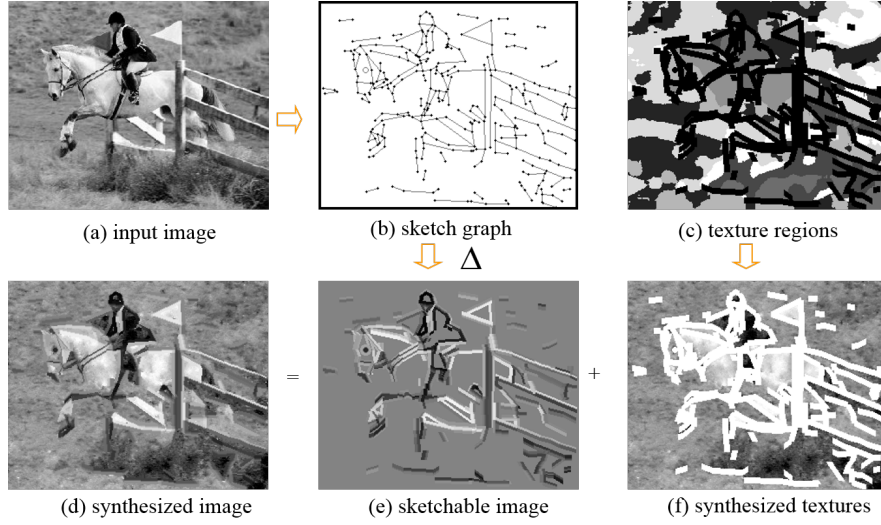 (a) input image
(b) sketch graph
(c) texture regions
Δ
=
+
(d) synthesized image
(e) sketchable image
(f) synthesized textures